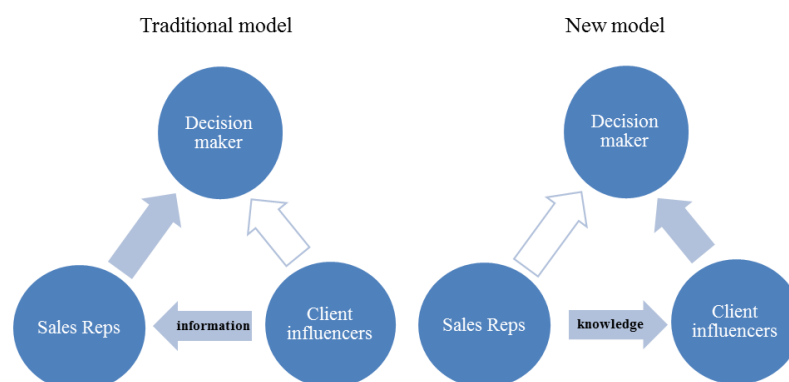 Traditional model
New model
Decision
maker
Sales Reps
information
Client
influencers
Decision
maker
Sales Reps
knowledge
Client
influencers